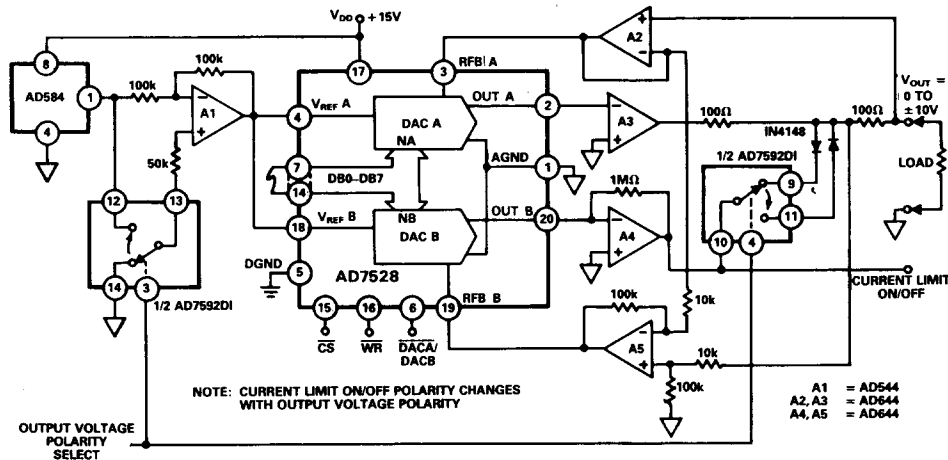 V_DD O +15V
8
AD584
1
4
100k
100k
A1
50k
12
13
14
3
1/2 AD7592DI
OUTPUT VOLTAGE
POLARITY
SELECT
17
3
RFB A
4
V_REF A
DAC A
NA
OUT A
2
7
14
DB0–DB7
AGND
1
18
V_REF B
NB
DAC B
OUT B
20
DGND
5
AD7528
RFB B
15
16
6
19
CS
WR
DACA/
DACB
NOTE: CURRENT LIMIT ON/OFF POLARITY CHANGES
WITH OUTPUT VOLTAGE POLARITY
A2
A3
100Ω
IN4148
100Ω
V_OUT =
0 TO
±10V
LOAD
1/2 AD7592DI
9
11
10
4
1MΩ
A4
CURRENT LIMIT
ON/OFF
100k
10k
A5
10k
100k
A1 = AD544
A2, A3 = AD644
A4, A5 = AD644